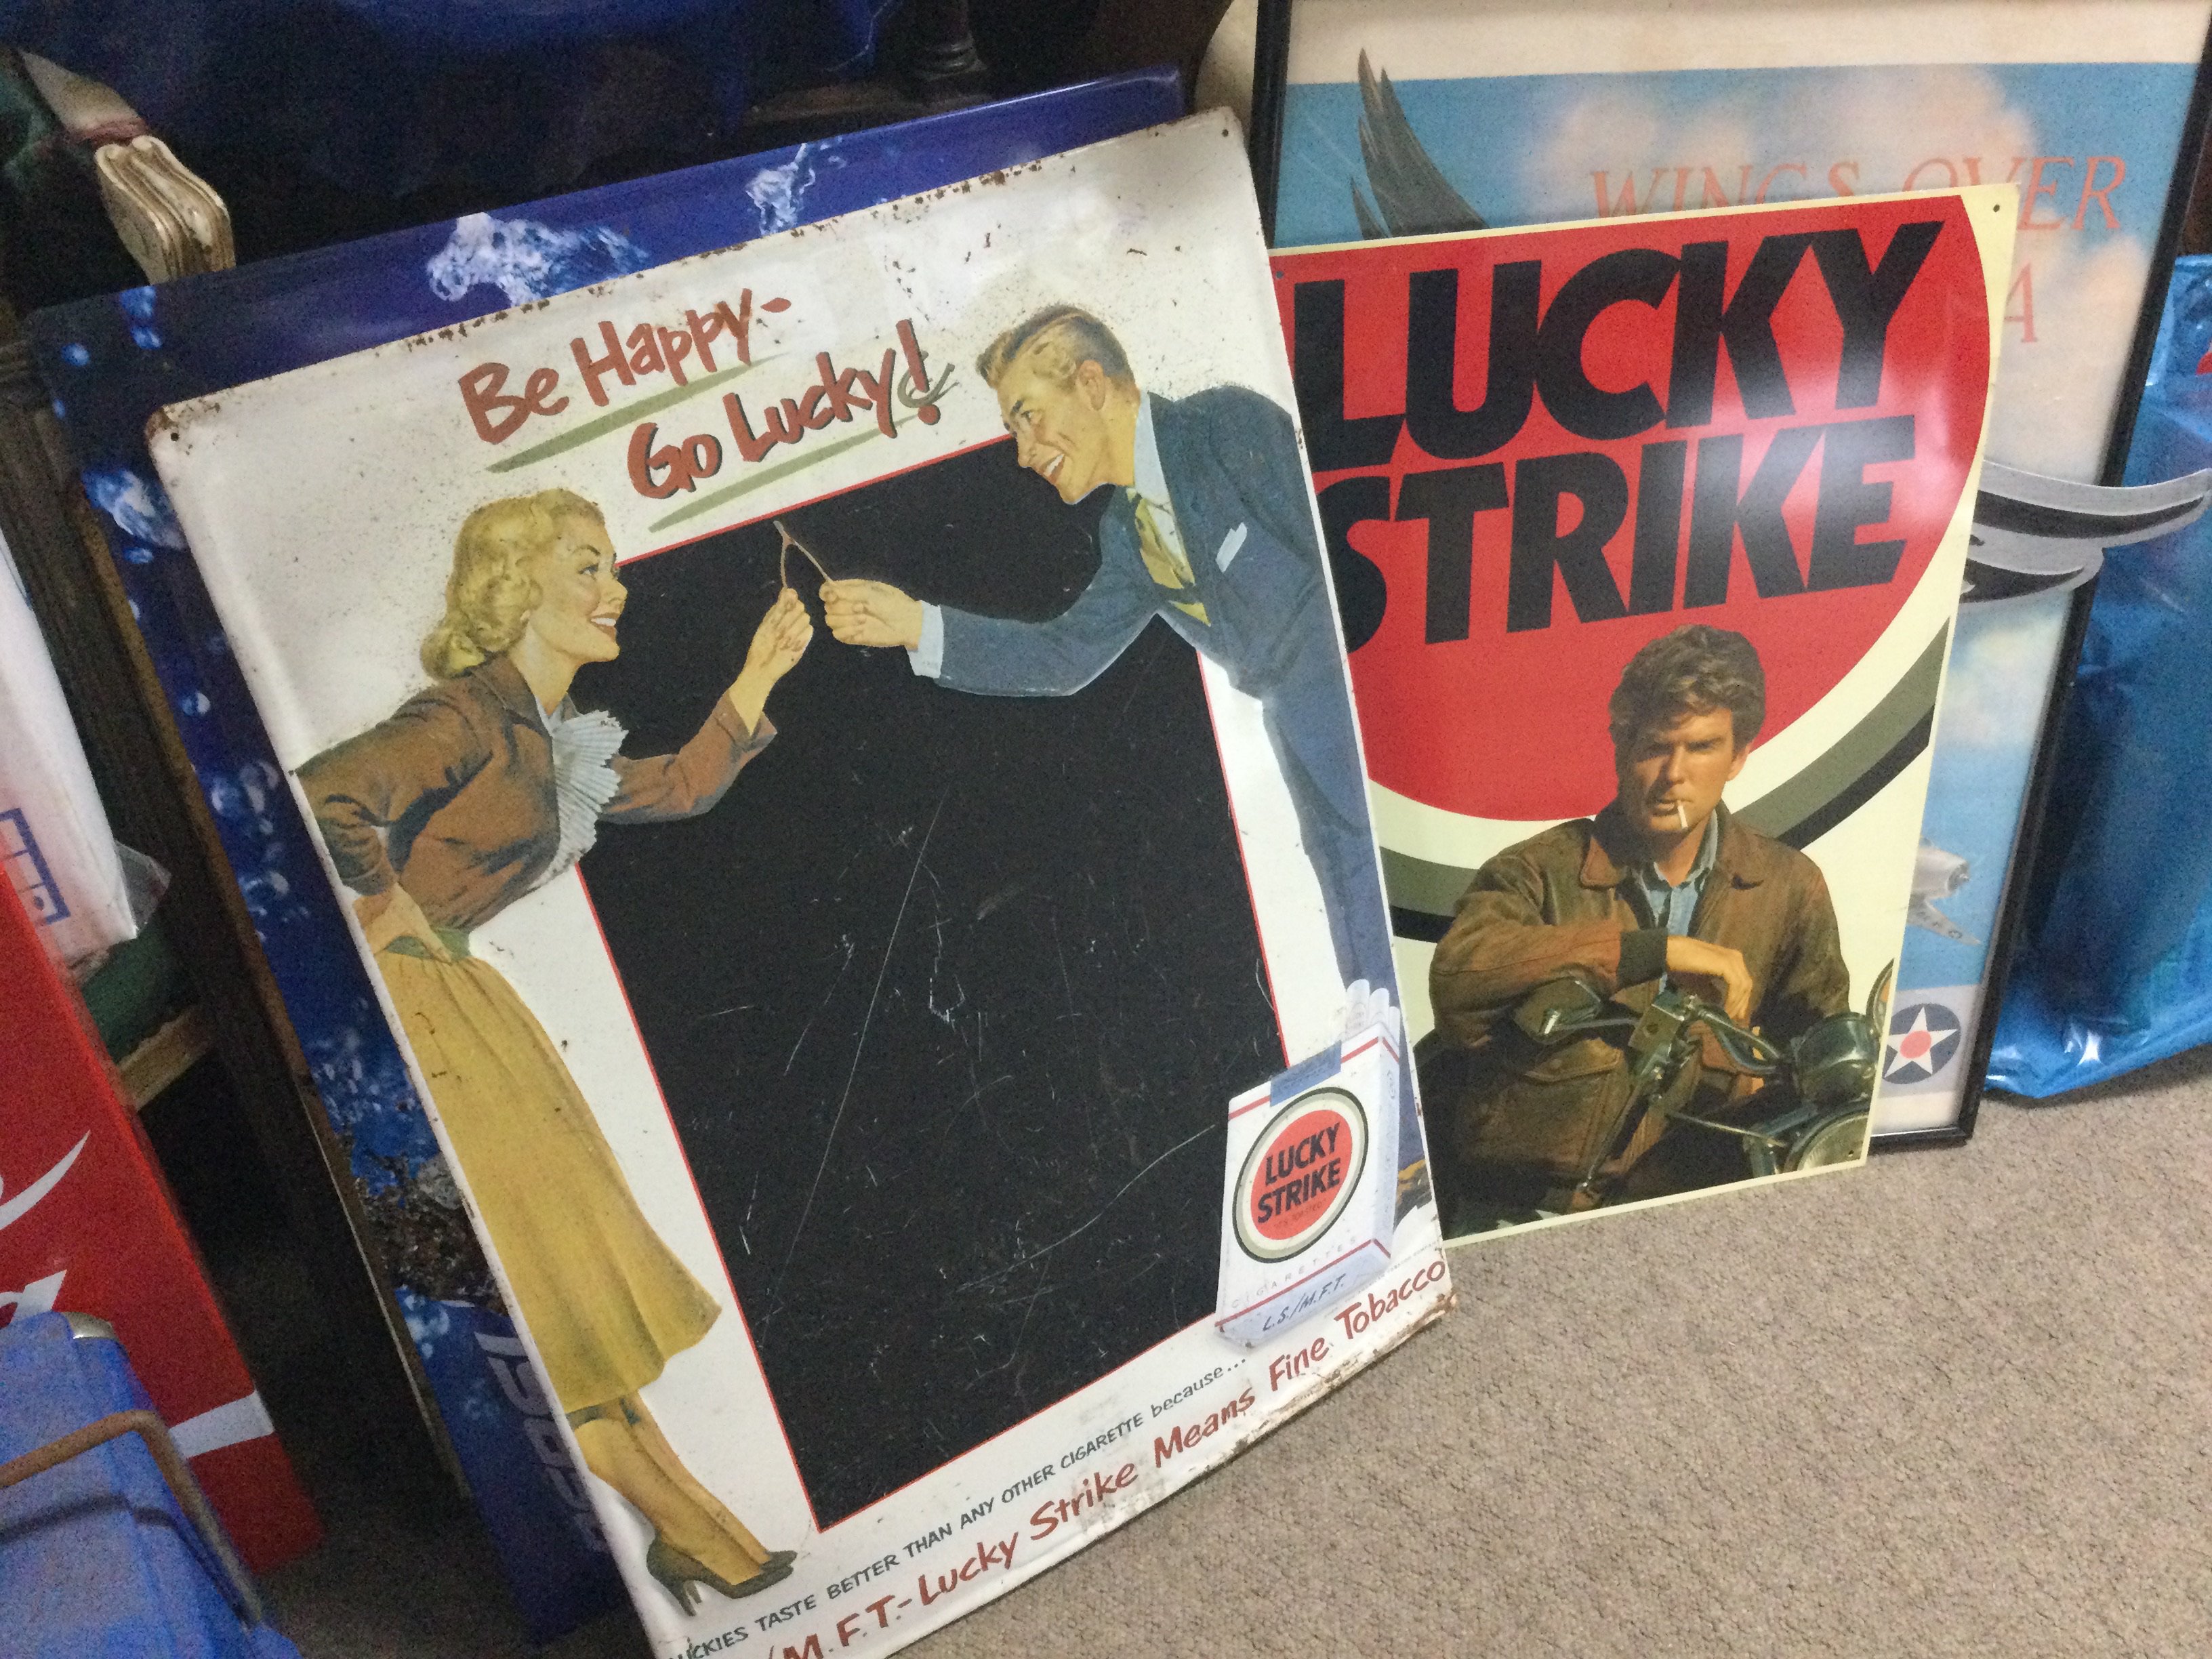 Be Happy-
Go Lucky!
LUCKY
STRIKE
CIGARETTES
L.S./M.F.T.
LUCKIES TASTE BETTER THAN ANY OTHER CIGARETTE because...
/M.F.T.-Lucky Strike Means Fine Tobacco
LUCKY
STRIKE
WINGS OVER